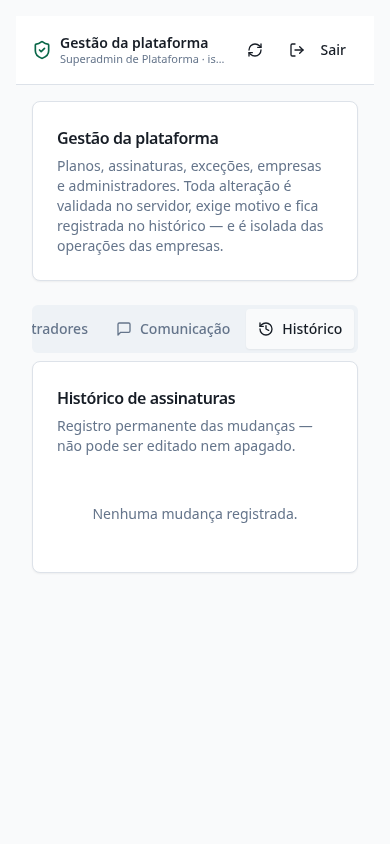 Gestão da plataforma
Superadmin de Plataforma · is...
Sair
Gestão da plataforma
Planos, assinaturas, exceções, empresas
e administradores. Toda alteração é
validada no servidor, exige motivo e fica
registrada no histórico — e é isolada das
operações das empresas.
tradores
Comunicação
Histórico
Histórico de assinaturas
Registro permanente das mudanças —
não pode ser editado nem apagado.
Nenhuma mudança registrada.